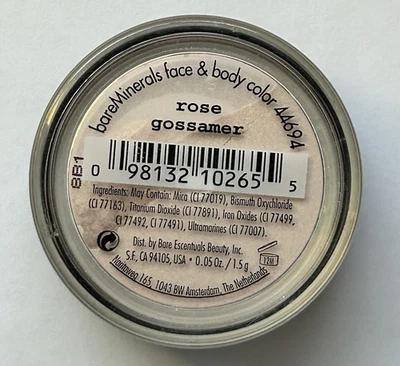 bareMinerals face & body color 44694
rose
gossamer
BB1
0 98132 10265 5
Ingredients: May Contain: Mica (CI 77019), Bismuth Oxychloride
(CI 77163), Titanium Dioxide (CI 77891), Iron Oxides (CI 77499,
CI 77492, CI 77491), Ultramarines (CI 77007).
Dist. by Bare Escentuals Beauty, Inc.
S.F., CA 94105, USA • 0.05 Oz. / 1.5 g
12M
165, 1043 BW Amsterdam, The Netherlands